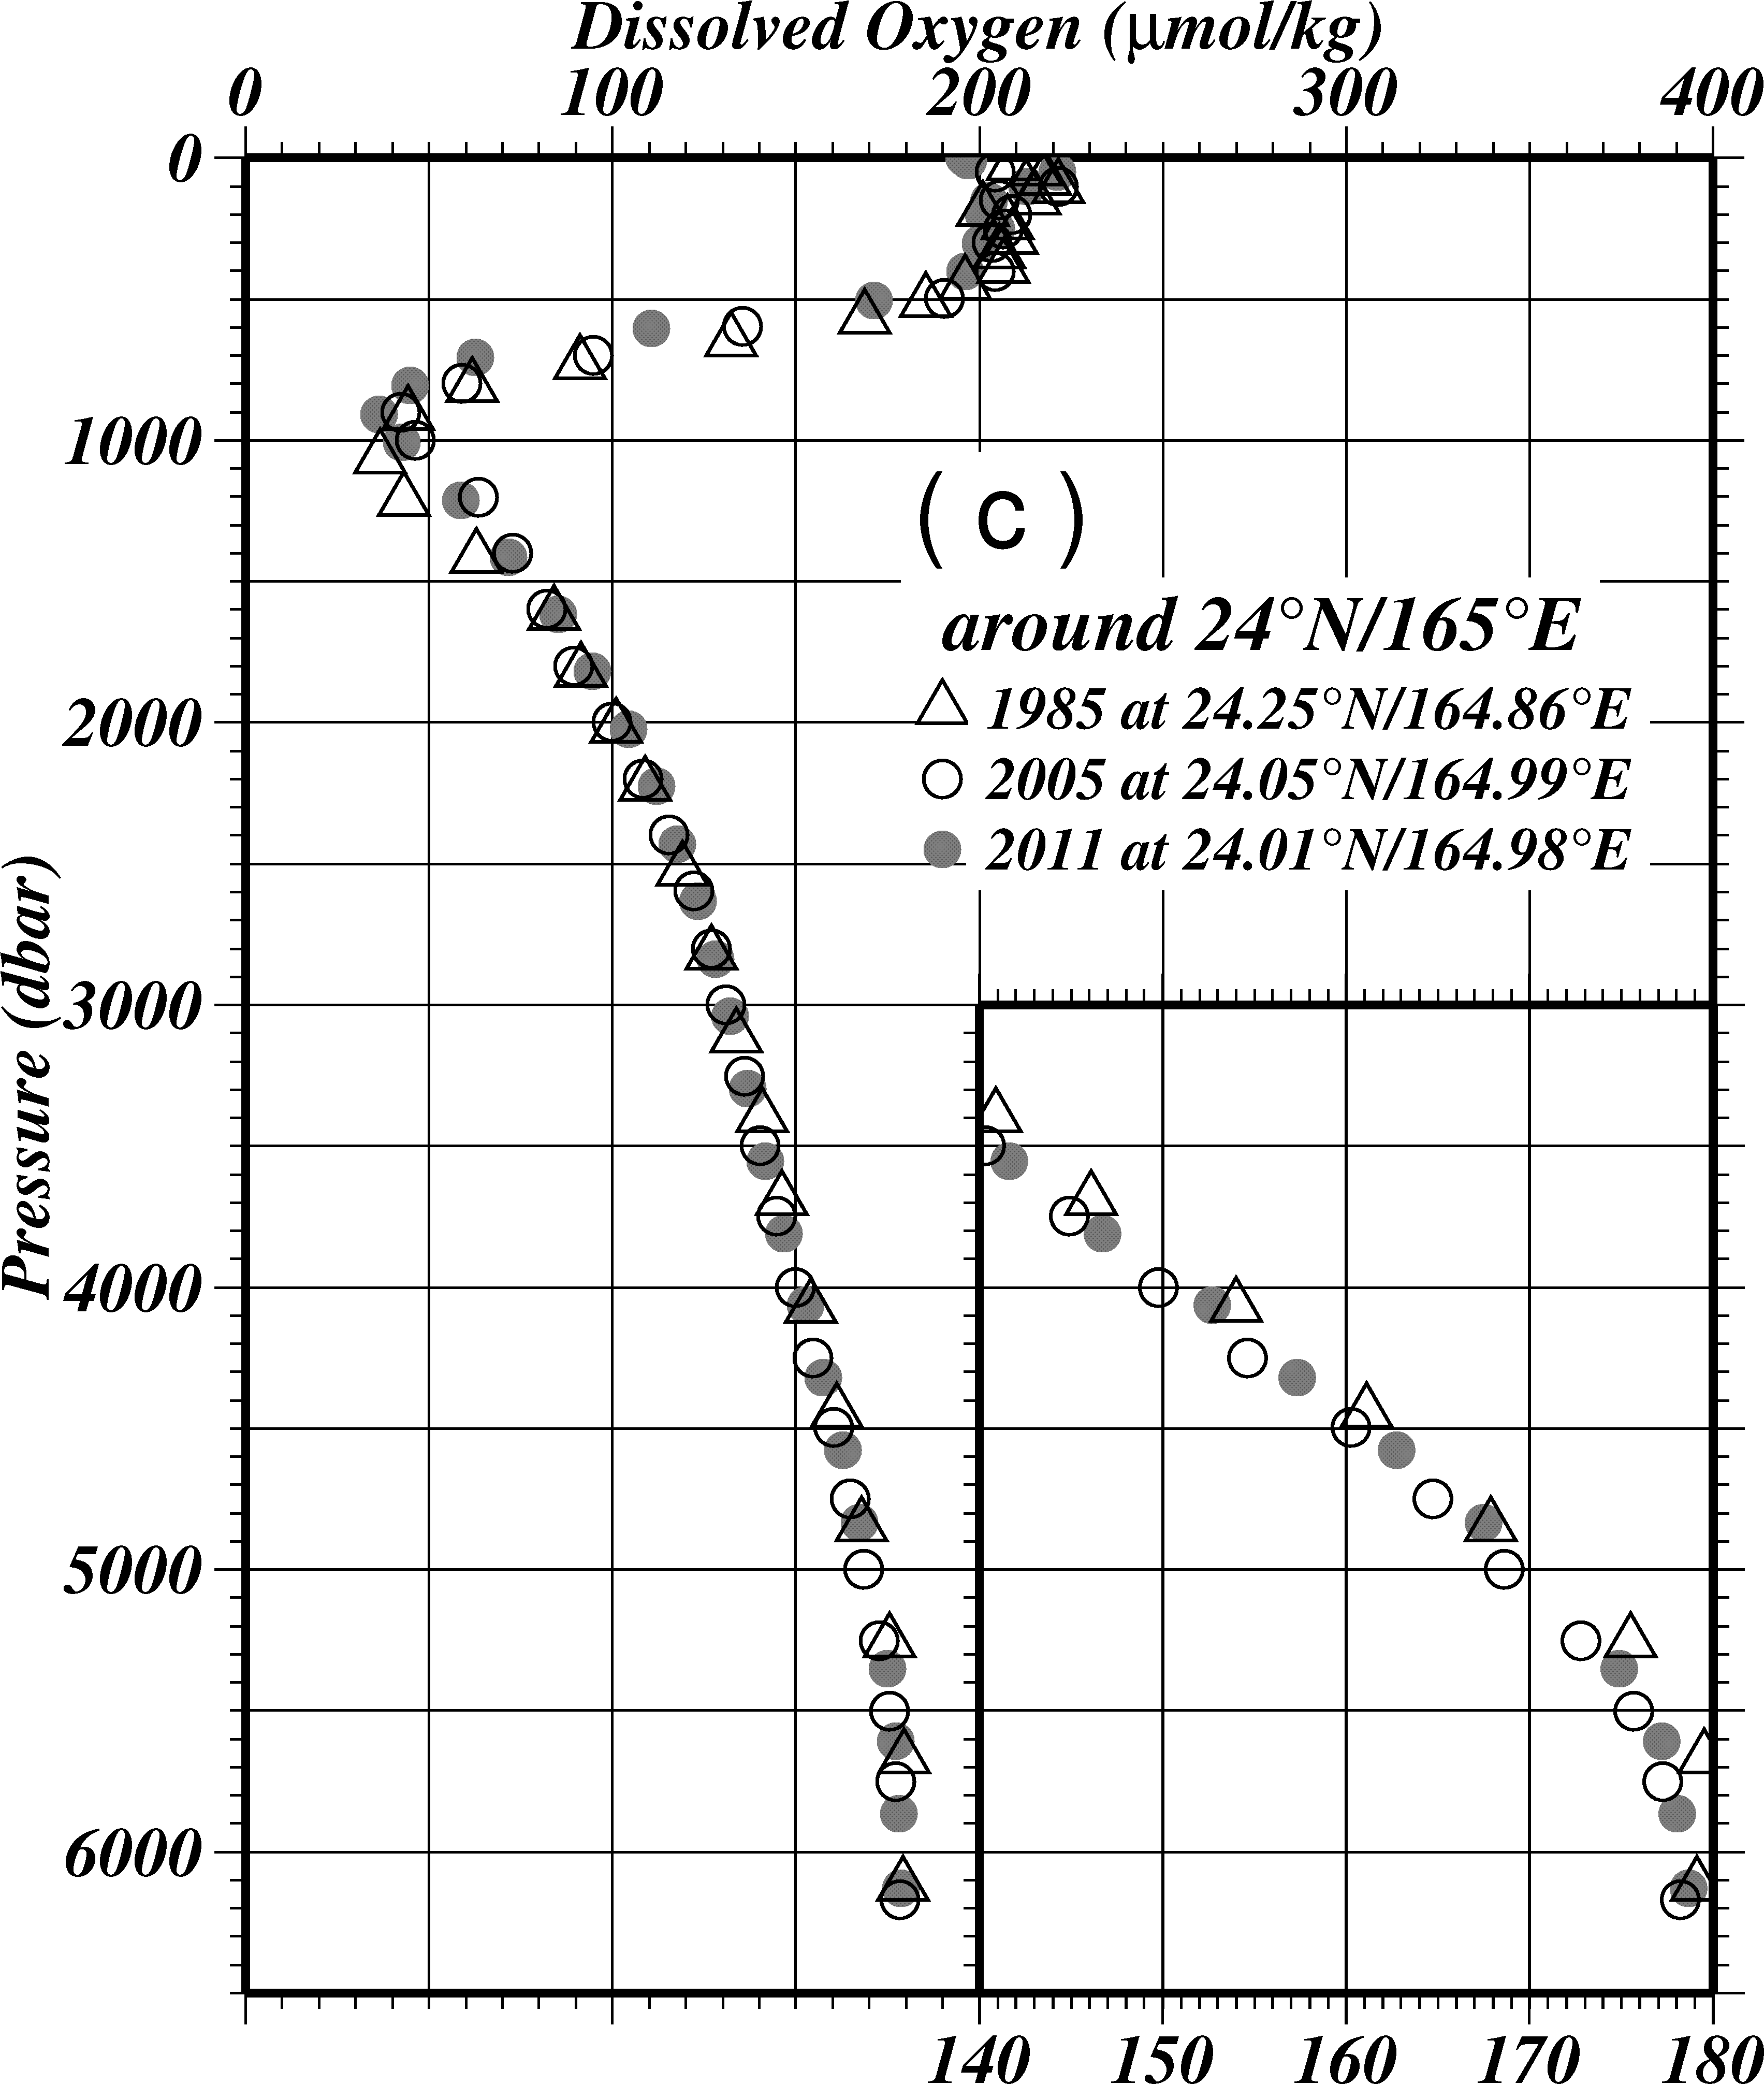 Dissolved Oxygen (μmol/kg)
0 100 200 300 400
0
1000
2000
3000
4000
5000
6000
Pressure (dbar)
( c )
around 24°N/165°E
1985 at 24.25°N/164.86°E
2005 at 24.05°N/164.99°E
2011 at 24.01°N/164.98°E
0 140 150 160 170 180